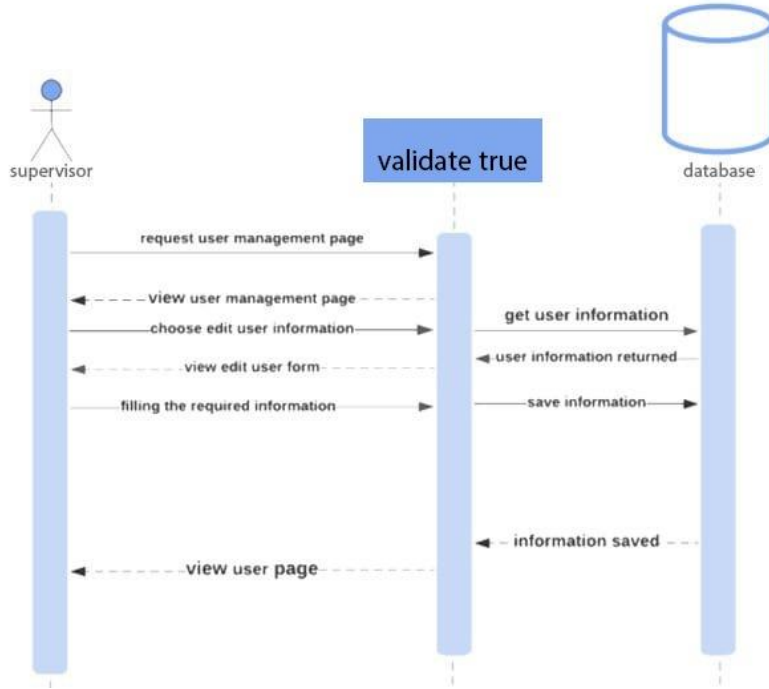 supervisor
validate true
database
request user management page
view user management page
choose edit user information
get user information
view edit user form
user information returned
filling the required information
save information
information saved
view user page